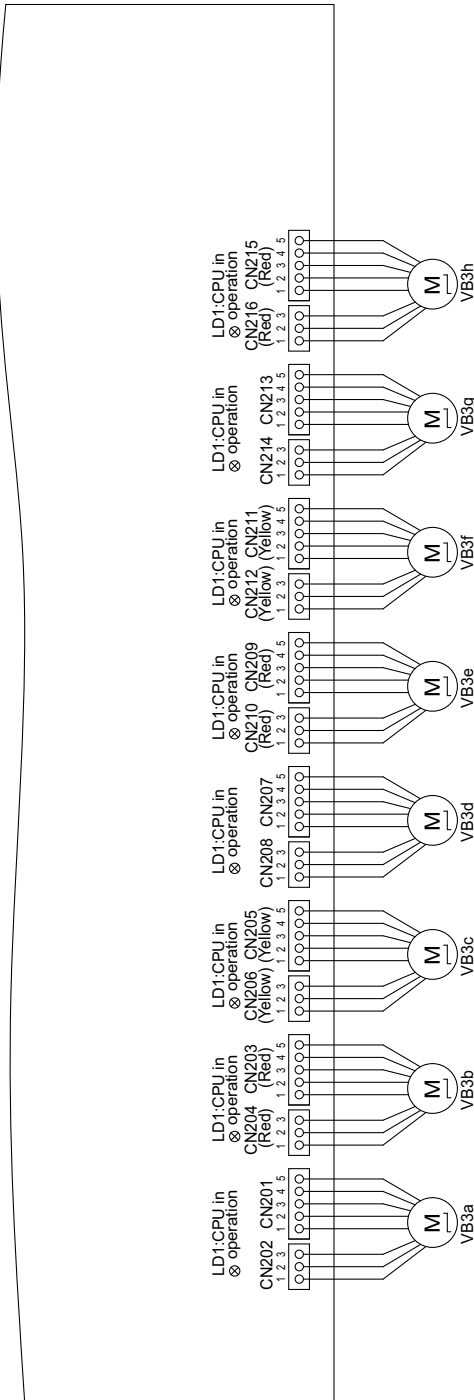 LD1:CPU in
⊗ operation
CN202 CN201
1 2 3 1 2 3 4 5
M
VB3a
LD1:CPU in
⊗ operation
CN204 CN203
(Red) (Red)
1 2 3 1 2 3 4 5
M
VB3b
LD1:CPU in
⊗ operation
CN206 CN205
(Yellow) (Yellow)
1 2 3 1 2 3 4 5
M
VB3c
LD1:CPU in
⊗ operation
CN208 CN207
1 2 3 1 2 3 4 5
M
VB3d
LD1:CPU in
⊗ operation
CN210 CN209
(Red) (Red)
1 2 3 1 2 3 4 5
M
VB3e
LD1:CPU in
⊗ operation
CN212 CN211
(Yellow) (Yellow)
1 2 3 1 2 3 4 5
M
VB3f
LD1:CPU in
⊗ operation
CN214 CN213
1 2 3 1 2 3 4 5
M
VB3g
LD1:CPU in
⊗ operation
CN216 CN215
(Red) (Red)
1 2 3 1 2 3 4 5
M
VB3h